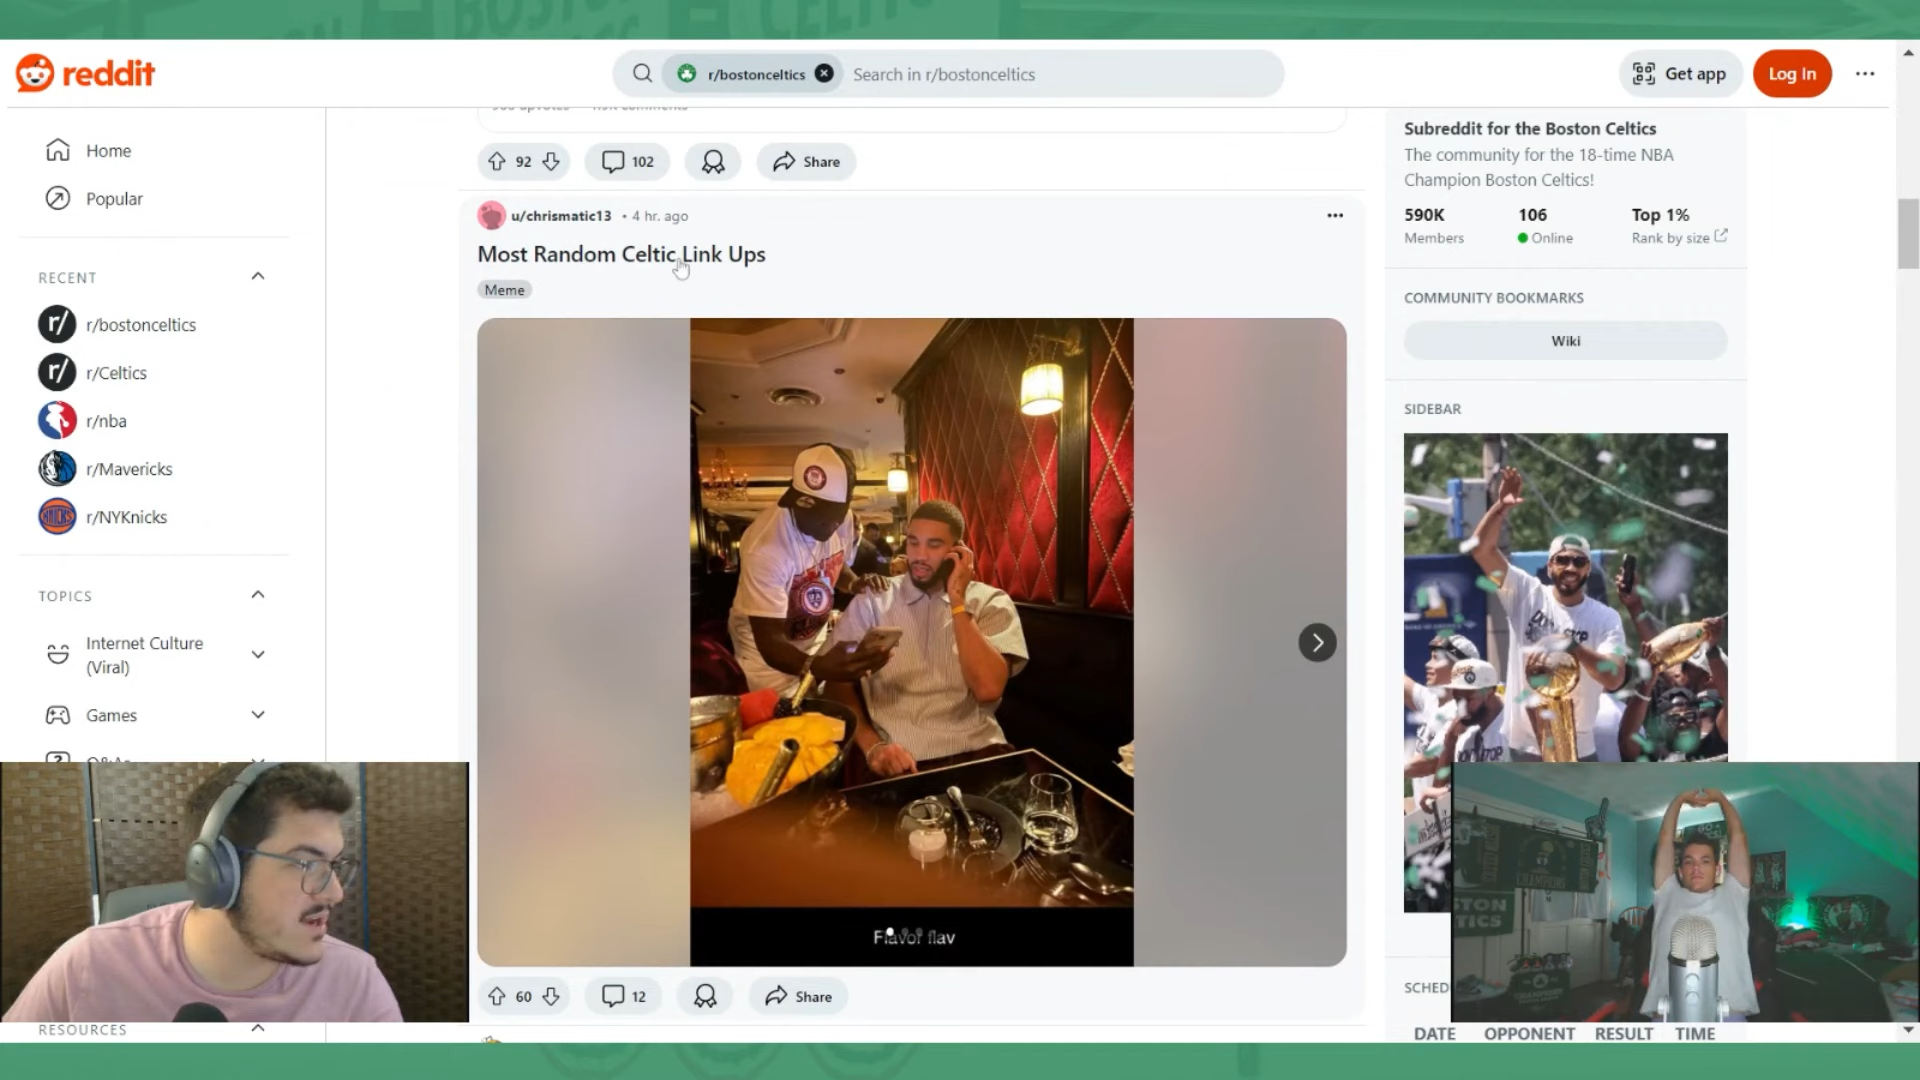 reddit
r/bostonceltics
Search in r/bostonceltics
Get app
Log In
Home
Popular
RECENT
r/bostonceltics
r/Celtics
r/nba
r/Mavericks
r/NYKnicks
TOPICS
Internet Culture
(Viral)
Games
Q&As
RESOURCES
92
102
Share
u/chrismatic13 • 4 hr. ago
Most Random Celtic Link Ups
Meme
Flavor flav
60
12
Share
Subreddit for the Boston Celtics
The community for the 18-time NBA
Champion Boston Celtics!
590K
106
Top 1%
Members
Online
Rank by size
COMMUNITY BOOKMARKS
Wiki
SIDEBAR
SCHED
DATE
OPPONENT
RESULT
TIME